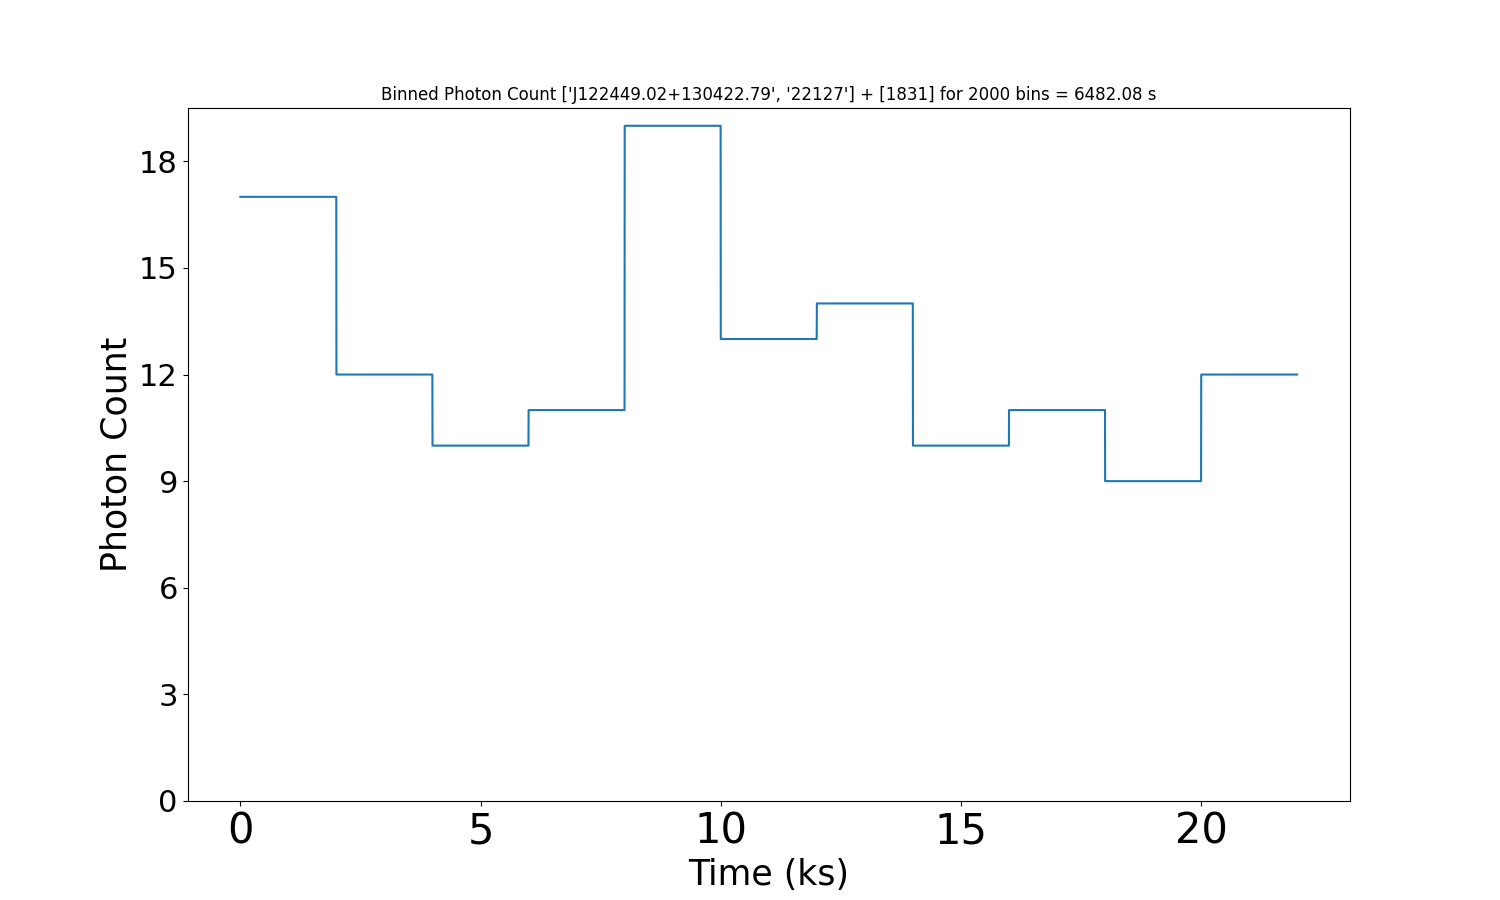 Binned Photon Count ['J122449.02+130422.79', '22127'] + [1831] for 2000 bins = 6482.08 s
Photon Count
18
15
12
9
6
3
0
0 5 10 15 20
Time (ks)